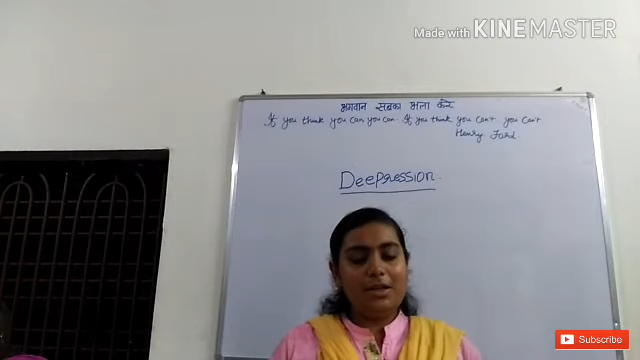 Made with KINEMASTER
भगवान सबका भला करे
If you think you can you can. If you think you can't you can't
Henry Ford.
Deepression.
Subscribe